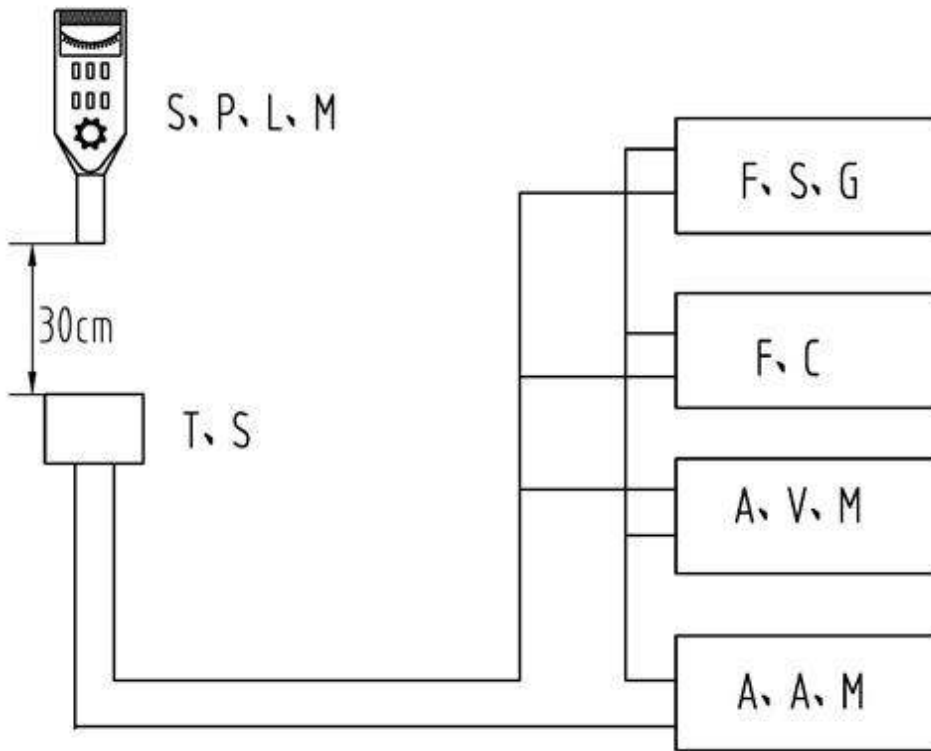 S、P、L、M
F、S、G
30cm
F、C
T、S
A、V、M
A、A、M